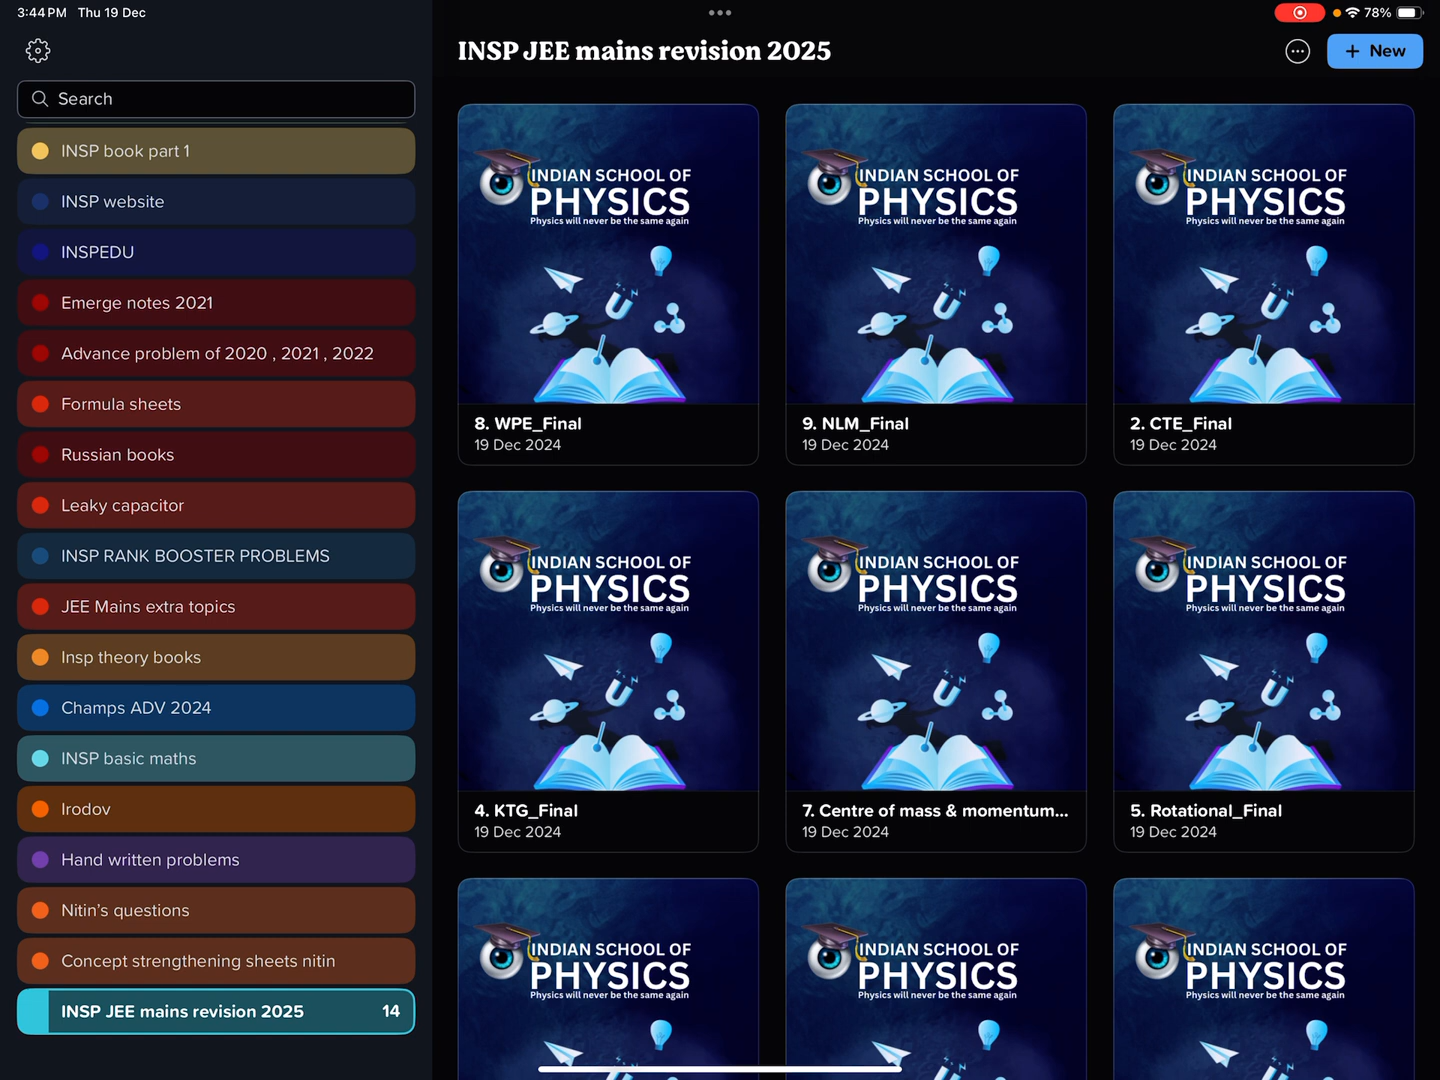 3:44 PM Thu 19 Dec
78%
INSP JEE mains revision 2025
+ New
Search
INSP book part 1
INSP website
INSPEDU
Emerge notes 2021
Advance problem of 2020 , 2021 , 2022
Formula sheets
Russian books
Leaky capacitor
INSP RANK BOOSTER PROBLEMS
JEE Mains extra topics
Insp theory books
Champs ADV 2024
INSP basic maths
Irodov
Hand written problems
Nitin's questions
Concept strengthening sheets nitin
INSP JEE mains revision 2025 14
INDIAN SCHOOL OF
PHYSICS
Physics will never be the same again
8. WPE_Final
19 Dec 2024
INDIAN SCHOOL OF
PHYSICS
Physics will never be the same again
9. NLM_Final
19 Dec 2024
INDIAN SCHOOL OF
PHYSICS
Physics will never be the same again
2. CTE_Final
19 Dec 2024
INDIAN SCHOOL OF
PHYSICS
Physics will never be the same again
4. KTG_Final
19 Dec 2024
INDIAN SCHOOL OF
PHYSICS
Physics will never be the same again
7. Centre of mass & momentum...
19 Dec 2024
INDIAN SCHOOL OF
PHYSICS
Physics will never be the same again
5. Rotational_Final
19 Dec 2024
INDIAN SCHOOL OF
PHYSICS
Physics will never be the same again
INDIAN SCHOOL OF
PHYSICS
Physics will never be the same again
INDIAN SCHOOL OF
PHYSICS
Physics will never be the same again